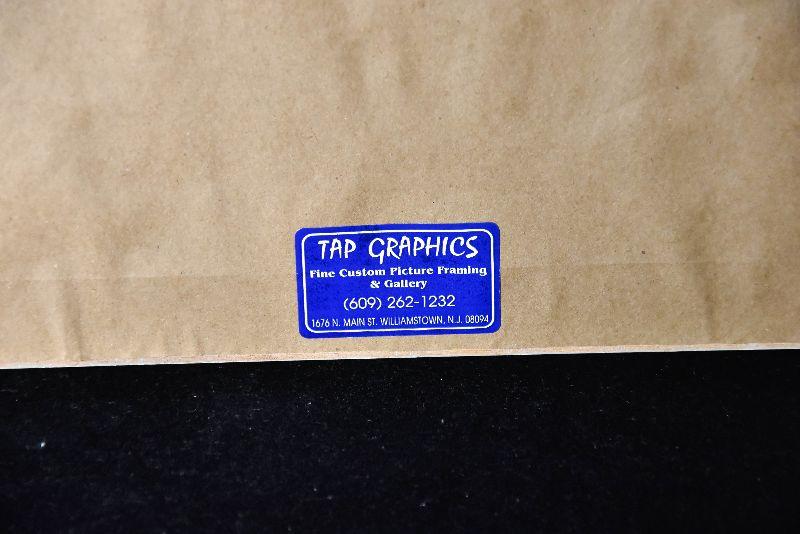 TAP GRAPHICS
Fine Custom Picture Framing
& Gallery
(609) 262-1232
1676 N. MAIN ST. WILLIAMSTOWN, N.J. 08094